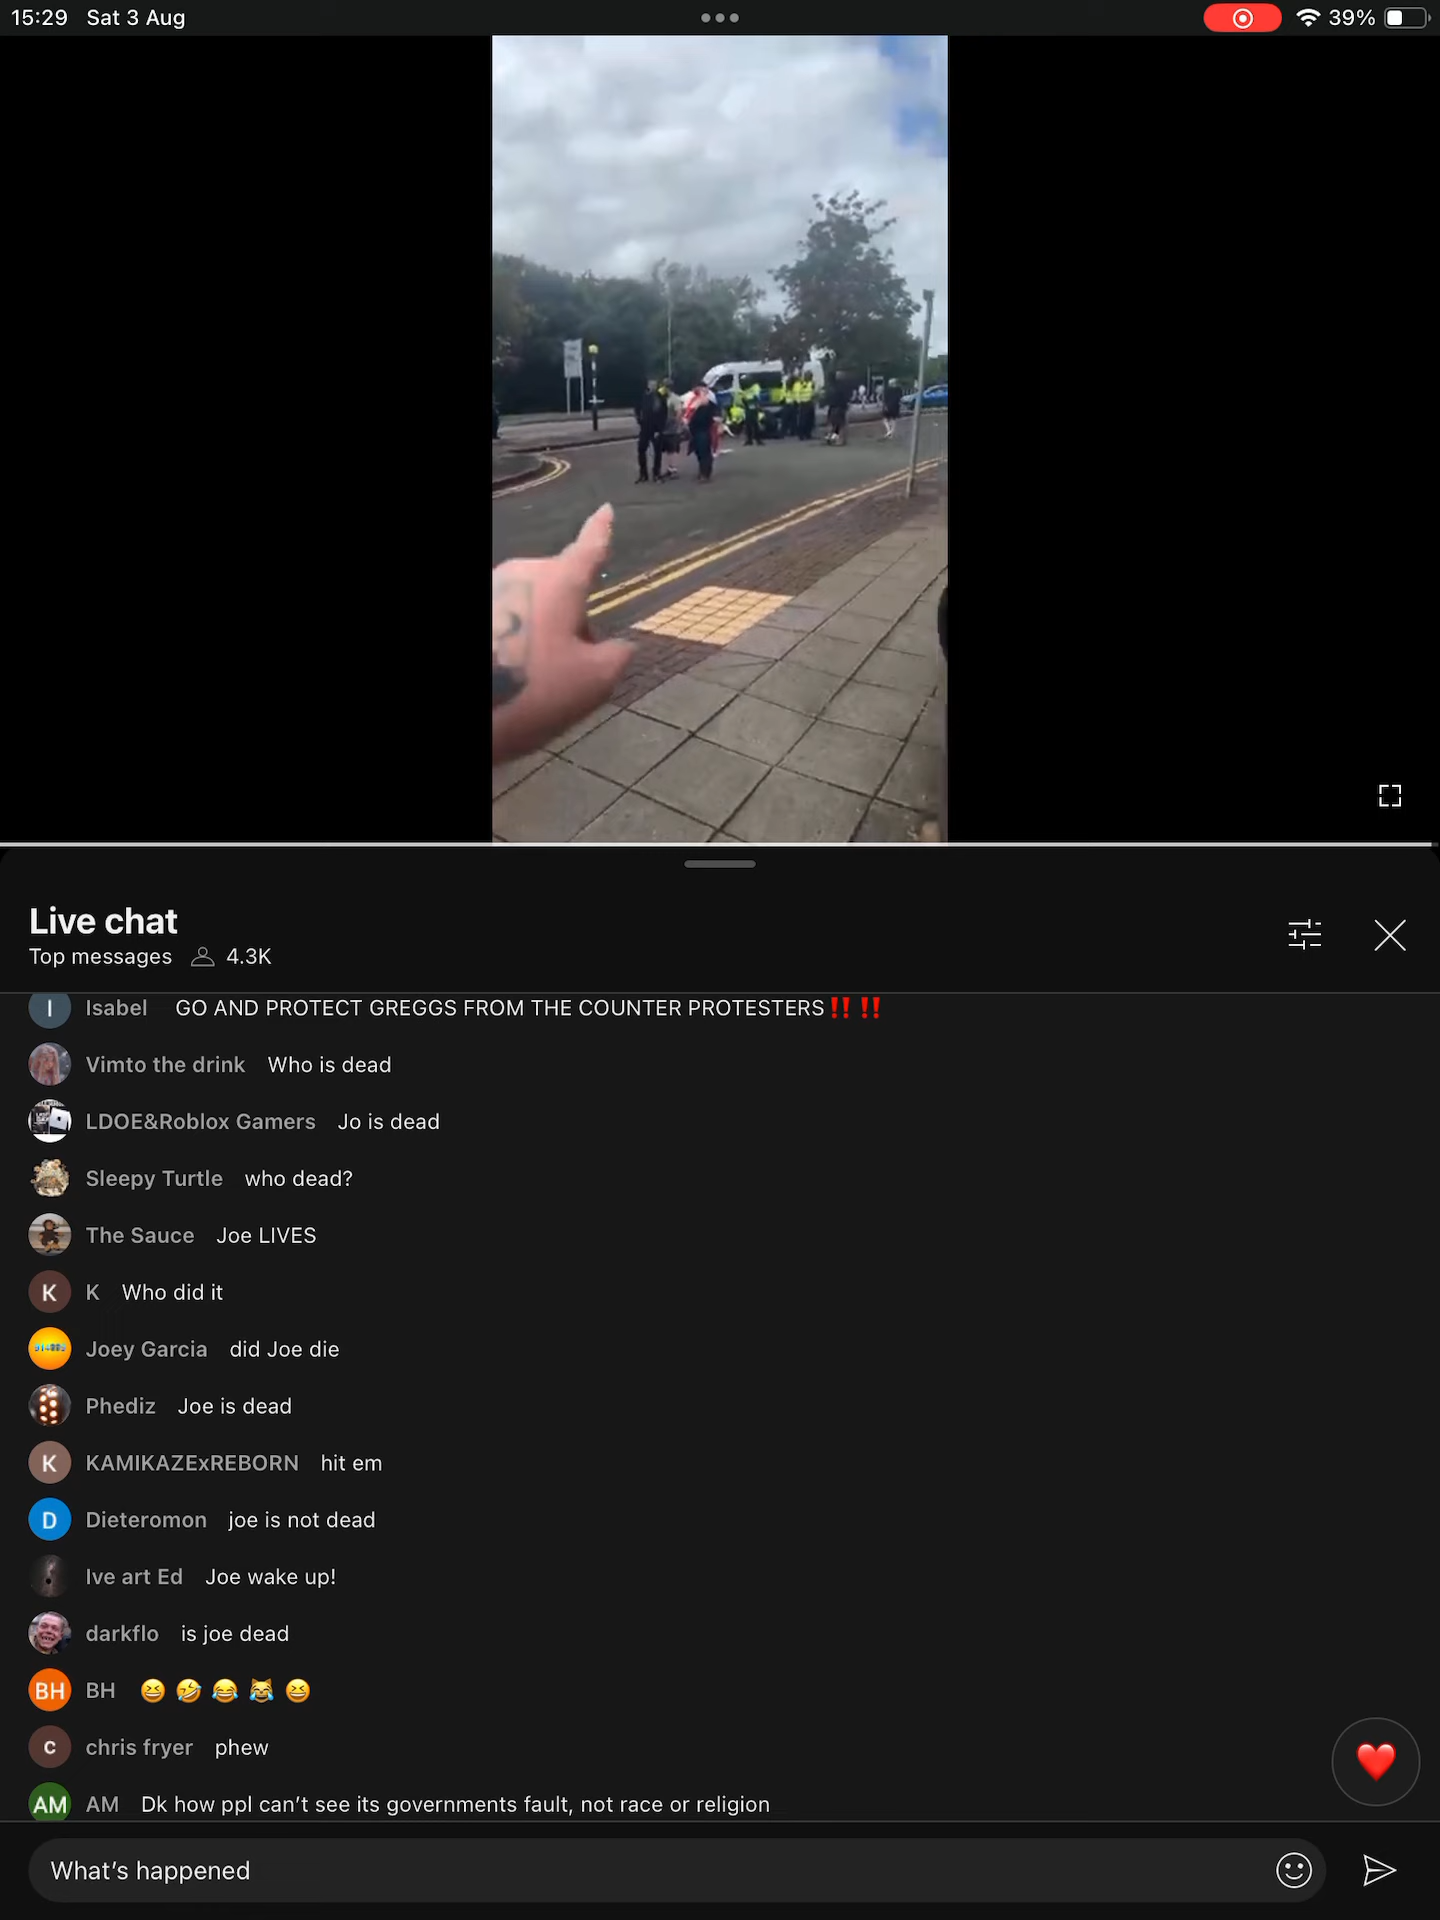 15:29 Sat 3 Aug
39%
Live chat
Top messages 4.3K
I Isabel GO AND PROTECT GREGGS FROM THE COUNTER PROTESTERS‼️ ‼️
Vimto the drink Who is dead
LDOE&Roblox Gamers Jo is dead
Sleepy Turtle who dead?
The Sauce Joe LIVES
K K Who did it
Joey Garcia did Joe die
Phediz Joe is dead
K KAMIKAZExREBORN hit em
D Dieteromon joe is not dead
Ive art Ed Joe wake up!
darkflo is joe dead
BH BH 😆 🤣 😂 😹 😆
c chris fryer phew
AM AM Dk how ppl can’t see its governments fault, not race or religion
What’s happened